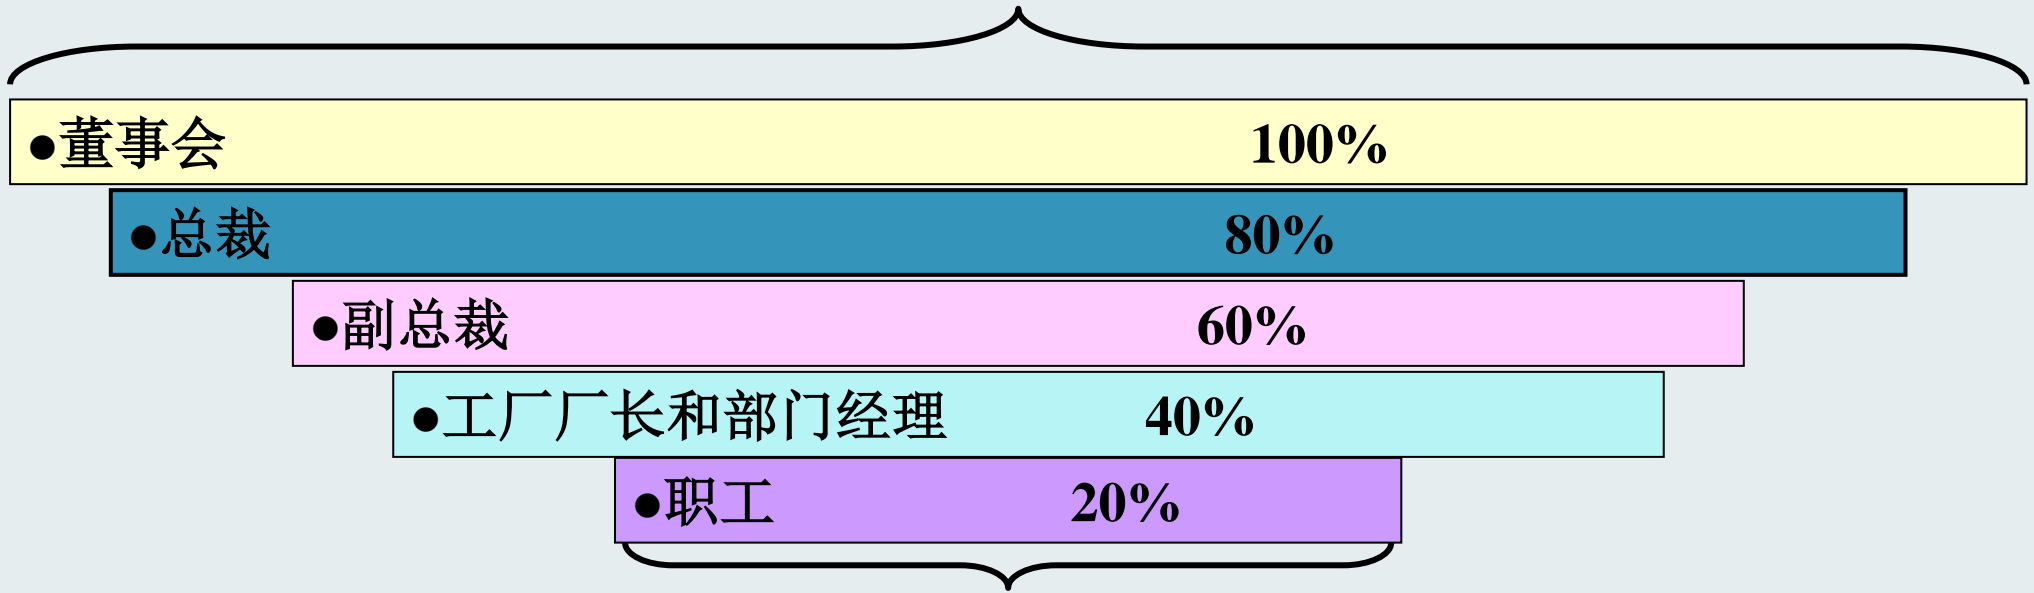 ●董事会 100%
●总裁 80%
●副总裁 60%
●工厂厂长和部门经理 40%
●职工 20%